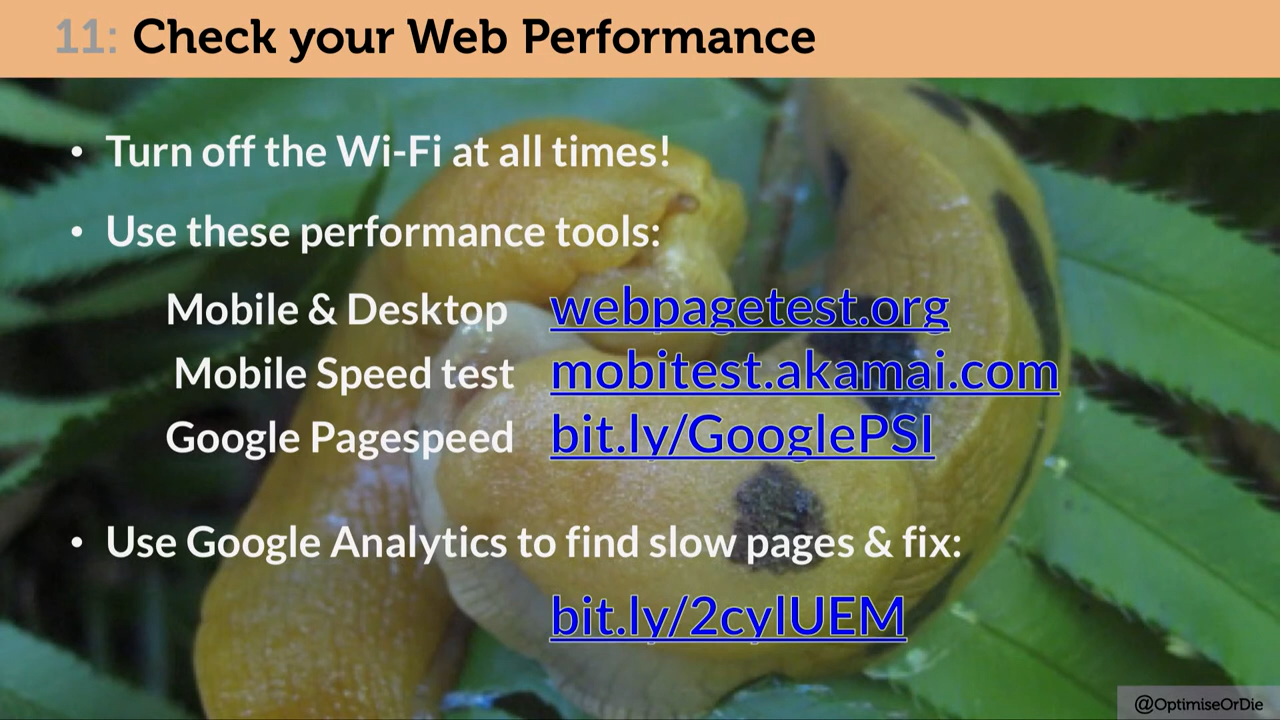 11: Check your Web Performance
• Turn off the Wi-Fi at all times!
• Use these performance tools:
Mobile & Desktop webpagetest.org
Mobile Speed test mobitest.akamai.com
Google Pagespeed bit.ly/GooglePSI
• Use Google Analytics to find slow pages & fix:
bit.ly/2cylUEM
@OptimiseOrDie